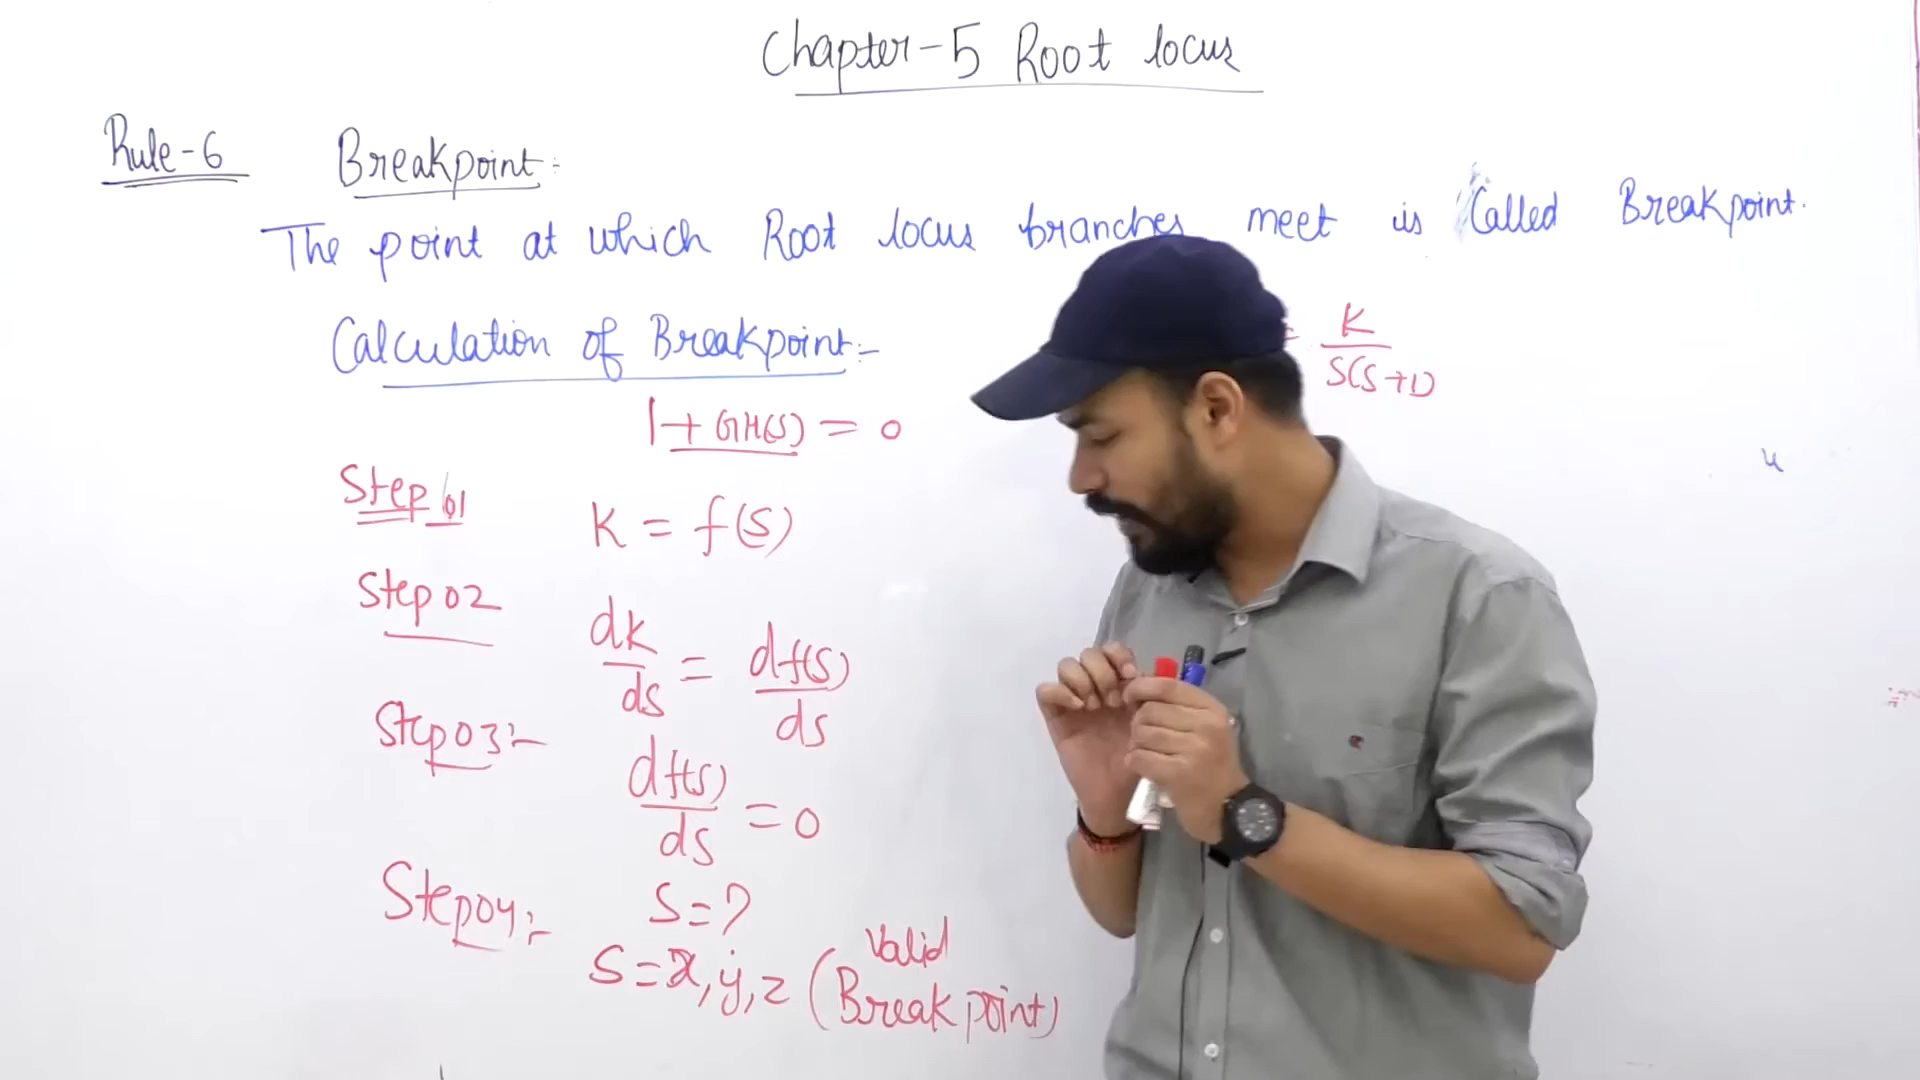 Chapter-5 Root locus
Rule-6 Breakpoint:
The point at which Root locus branches meet is Called Breakpoint.
Calculation of Breakpoint:-
= K / S(S+1)
1+GH(S) = 0
Step 01
K = f(S)
Step 02
dk/ds = df(S)/ds
Step 03:-
df(S)/ds = 0
Step 04:-
S=?
S=x,y,z (Valid Breakpoint)